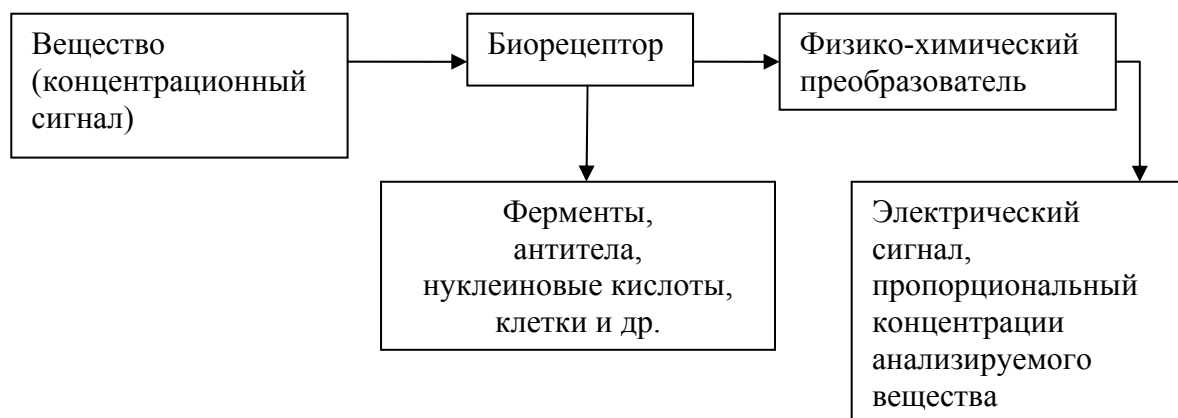 Вещество
(концентрационный
сигнал)
Биорецептор
Физико-химический
преобразователь
Ферменты,
антитела,
нуклеиновые кислоты,
клетки и др.
Электрический
сигнал,
пропорциональный
концентрации
анализируемого
вещества